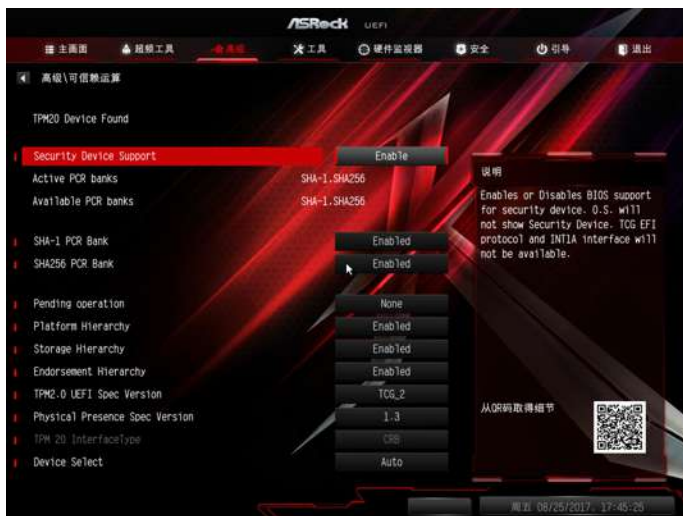 ASRock UEFI
主画面 超频工具 高级 工具 硬件监视器 安全 引导 退出
高级\可信赖运算
TPM20 Device Found
Security Device Support Enable
Active PCR banks SHA-1.SHA256
Available PCR banks SHA-1.SHA256
SHA-1 PCR Bank Enabled
SHA256 PCR Bank Enabled
Pending operation None
Platform Hierarchy Enabled
Storage Hierarchy Enabled
Endorsement Hierarchy Enabled
TPM2.0 UEFI Spec Version TCG_2
Physical Presence Spec Version 1.3
TPM 20 InterfaceType CRB
Device Select Auto
说明
Enables or Disables BIOS support
for security device. O.S. will
not show Security Device. TCG EFI
protocol and INT1A interface will
not be available.
从QR码取得细节
周五 08/25/2017. 17:45:25